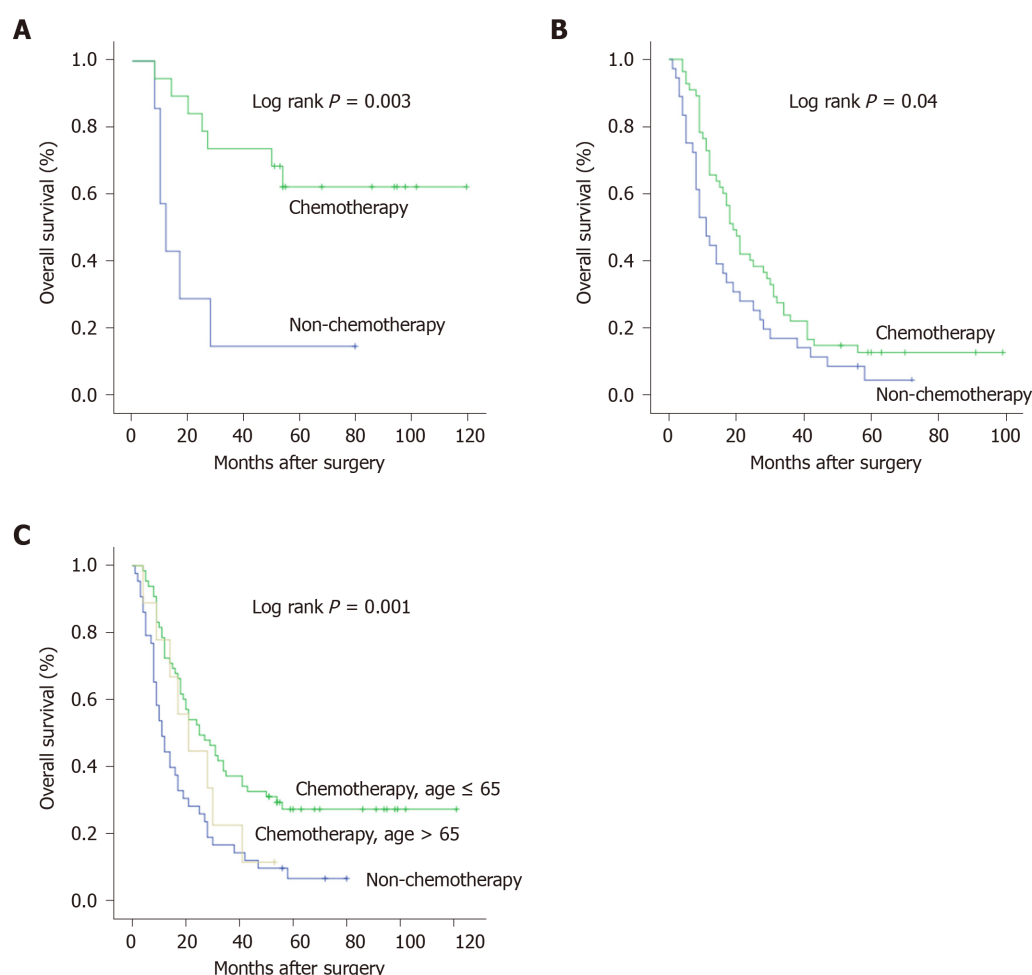 A
B
Overall survival (%)
1.0
0.8
0.6
0.4
0.2
0.0
Log rank P = 0.003
Chemotherapy
Non-chemotherapy
0 20 40 60 80 100 120
Months after surgery
Overall survival (%)
1.0
0.8
0.6
0.4
0.2
0.0
Log rank P = 0.04
Chemotherapy
Non-chemotherapy
0 20 40 60 80 100
Months after surgery
C
Overall survival (%)
1.0
0.8
0.6
0.4
0.2
0.0
Log rank P = 0.001
Chemotherapy, age ≤ 65
Chemotherapy, age > 65
Non-chemotherapy
0 20 40 60 80 100 120
Months after surgery